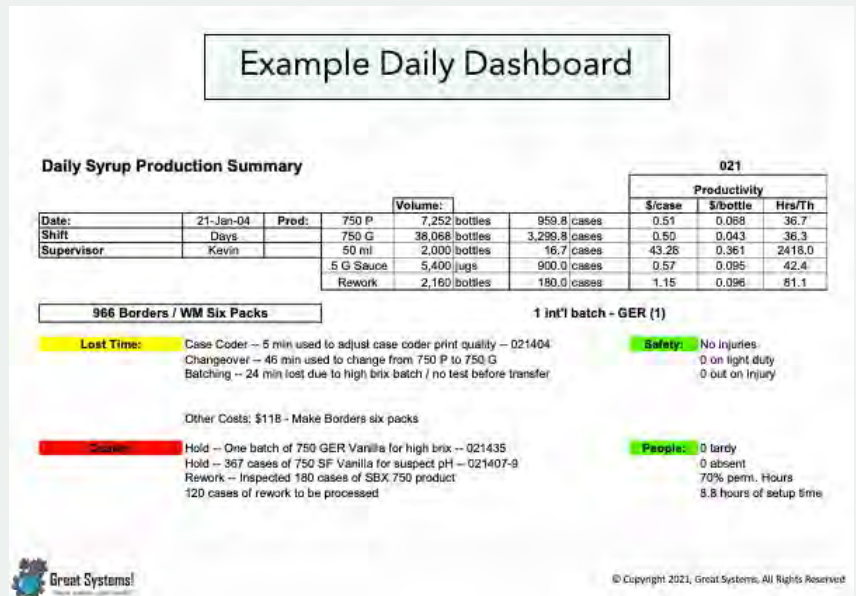 Example Daily Dashboard
Daily Syrup Production Summary 021
Productivity
Volume: $/case $/bottle Hrs/Th
Date: 21-Jan-04 Prod: 750 P 7,252 bottles 959.8 cases 0.51 0.068 36.7
Shift Days 750 G 38,068 bottles 3,299.8 cases 0.50 0.043 36.3
Supervisor Kevin 50 ml 2,000 bottles 16.7 cases 43.28 0.361 2418.0
5 G Sauce 5,400 jugs 900.0 cases 0.57 0.095 42.4
Rework 2,160 bottles 180.0 cases 1.15 0.096 81.1
966 Borders / WM Six Packs 1 int'l batch - GER (1)
Lost Time: Case Coder -- 5 min used to adjust case coder print quality -- 021404 Safety: No injuries
Changeover -- 46 min used to change from 750 P to 750 G 0 on light duty
Batching -- 24 min lost due to high brix batch / no test before transfer 0 out on injury
Other Costs: $118 - Make Borders six packs
Hold -- One batch of 750 GER Vanilla for high brix -- 021435 People: 0 tardy
Hold -- 367 cases of 750 SF Vanilla for suspect pH -- 021407-9 0 absent
Rework -- Inspected 180 cases of SBX 750 product 70% perm. Hours
120 cases of rework to be processed 8.8 hours of setup time
Great Systems!
© Copyright 2021, Great Systems, All Rights Reserved